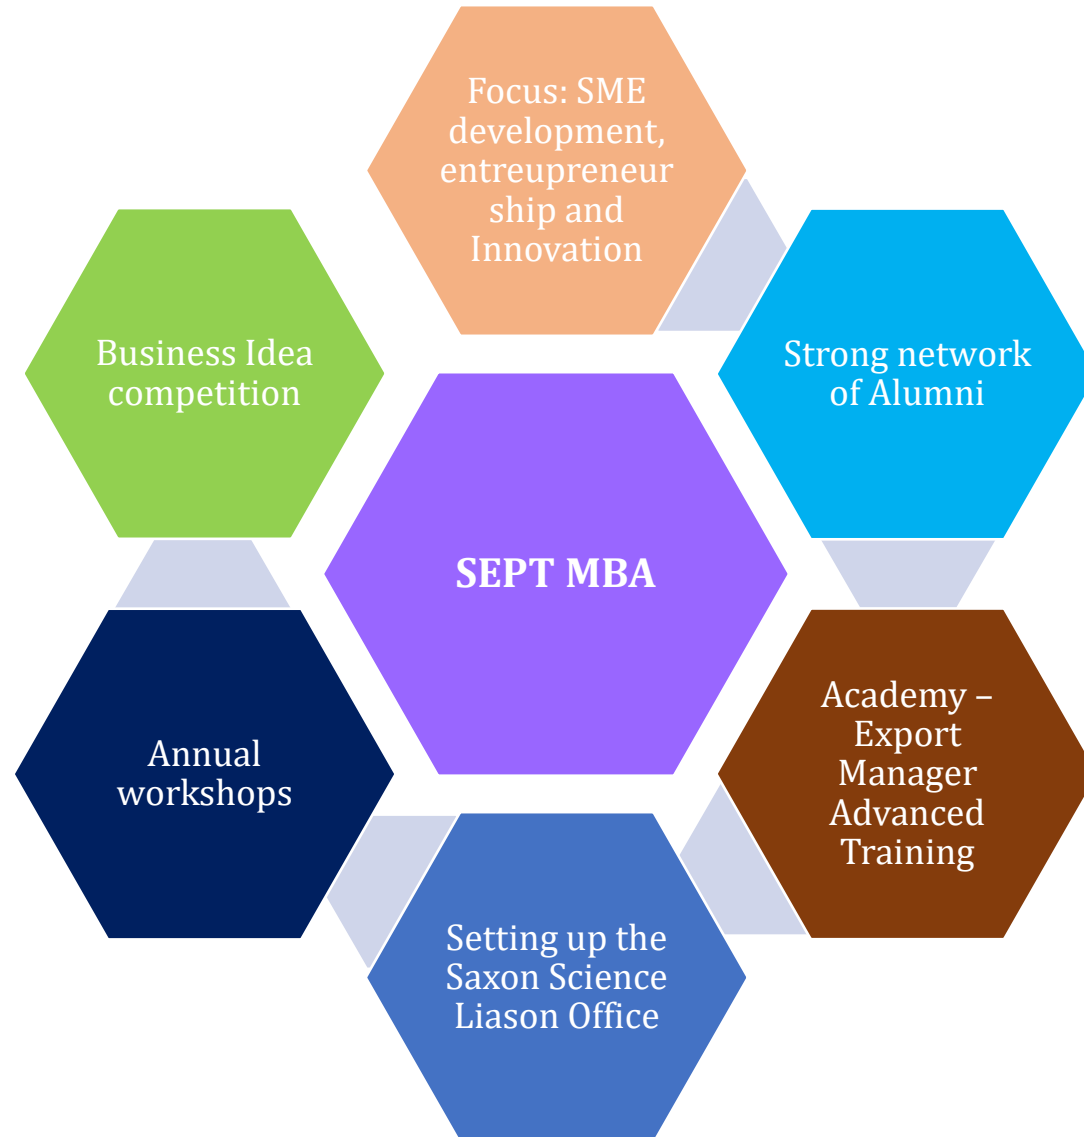 Focus: SME
development,
entreupreneur
ship and
Innovation
Strong network
of Alumni
Academy –
Export
Manager
Advanced
Training
Setting up the
Saxon Science
Liason Office
Annual
workshops
Business Idea
competition
SEPT MBA